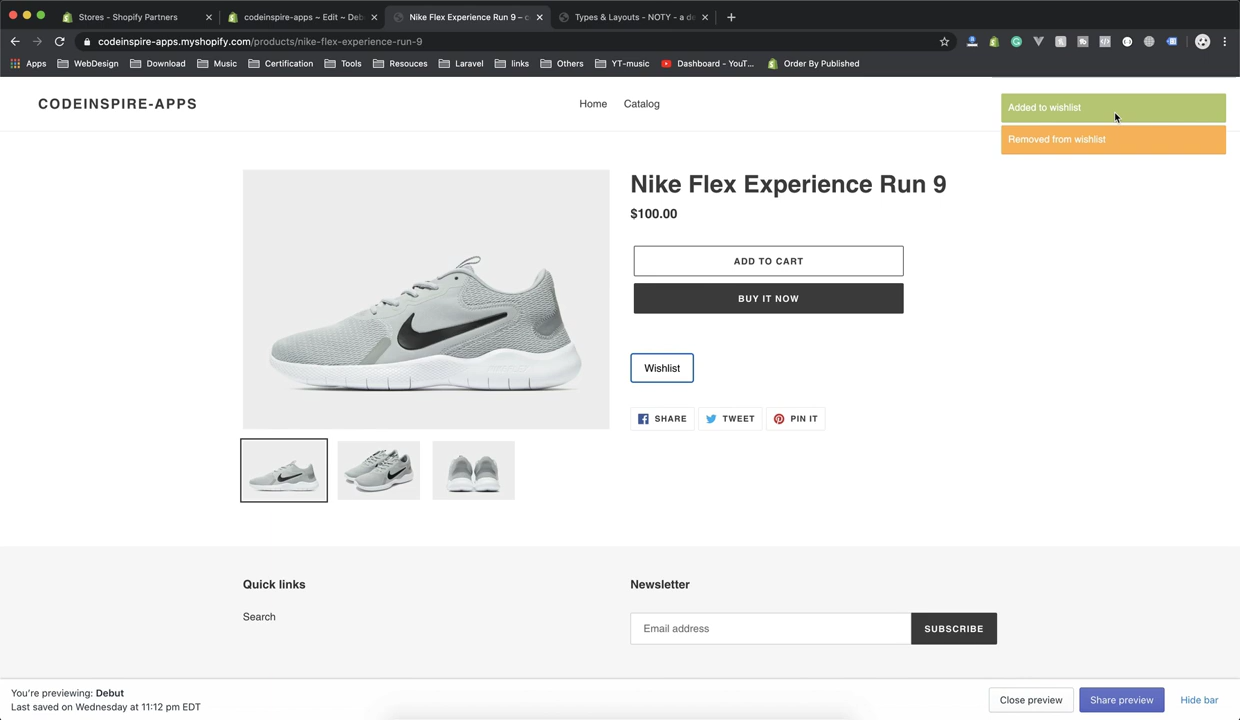 Stores - Shopify Partners
codeinspire-apps ~ Edit ~ Deb
Nike Flex Experience Run 9 – c
Types & Layouts - NOTY - a de
codeinspire-apps.myshopify.com/products/nike-flex-experience-run-9
Apps WebDesign Download Music Certification Tools Resouces Laravel links Others YT-music Dashboard - YouT... Order By Published
CODEINSPIRE-APPS
Home Catalog
Added to wishlist
Removed from wishlist
Nike Flex Experience Run 9
$100.00
ADD TO CART
BUY IT NOW
Wishlist
SHARE TWEET PIN IT
Quick links
Search
Newsletter
Email address SUBSCRIBE
You're previewing: Debut
Last saved on Wednesday at 11:12 pm EDT
Close preview Share preview Hide bar